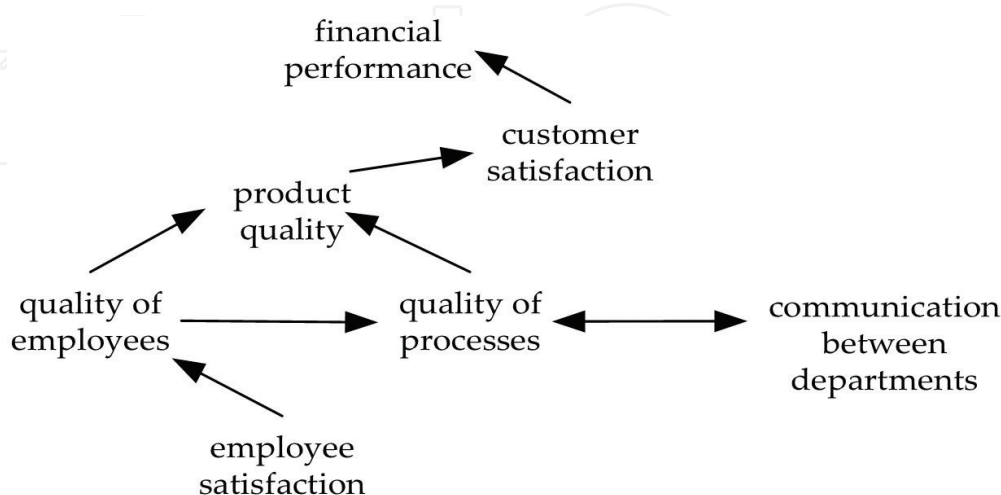 financial
performance
customer
satisfaction
product
quality
quality of
employees
quality of
processes
communication
between
departments
employee
satisfaction